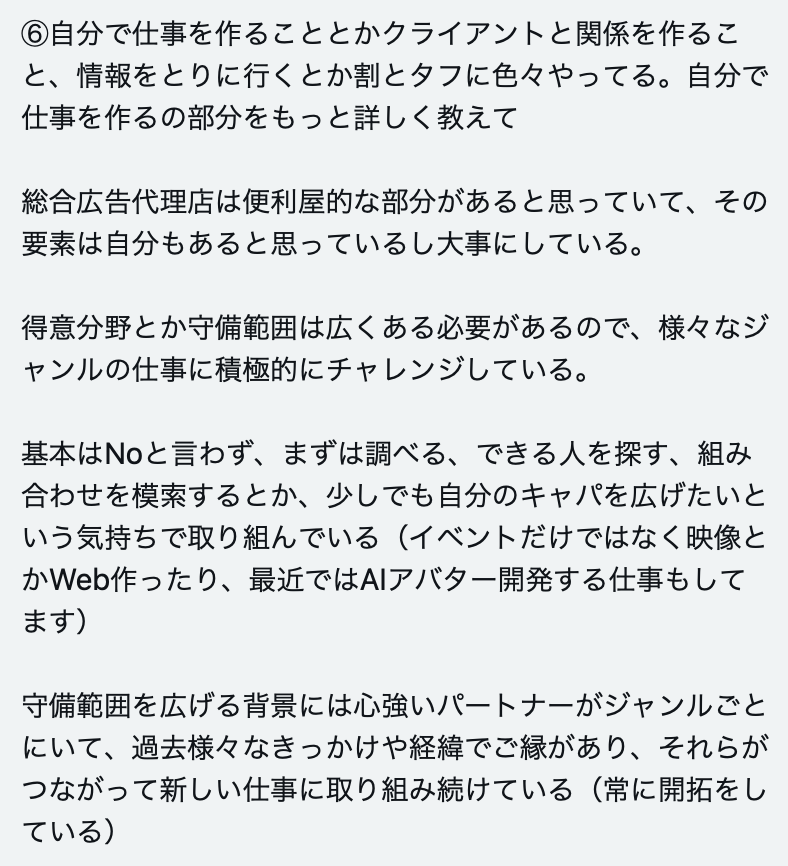 ⑥自分で仕事を作ることとかクライアントと関係を作るこ
と、情報をとりに行くとか割とタフに色々やってる。自分で
仕事を作るの部分をもっと詳しく教えて
総合広告代理店は便利屋的な部分があると思っていて、その
要素は自分もあると思っているし大事にしている。
得意分野とか守備範囲は広くある必要があるので、様々なジ
ャンルの仕事に積極的にチャレンジしている。
基本はNoと言わず、まずは調べる、できる人を探す、組み
合わせを模索するとか、少しでも自分のキャパを広げたいと
いう気持ちで取り組んでいる（イベントだけではなく映像と
かWeb作ったり、最近ではAIアバター開発する仕事もして
ます）
守備範囲を広げる背景には心強いパートナーがジャンルごと
にいて、過去様々なきっかけや経緯でご縁があり、それらが
つながって新しい仕事に取り組み続けている（常に開拓をし
ている）